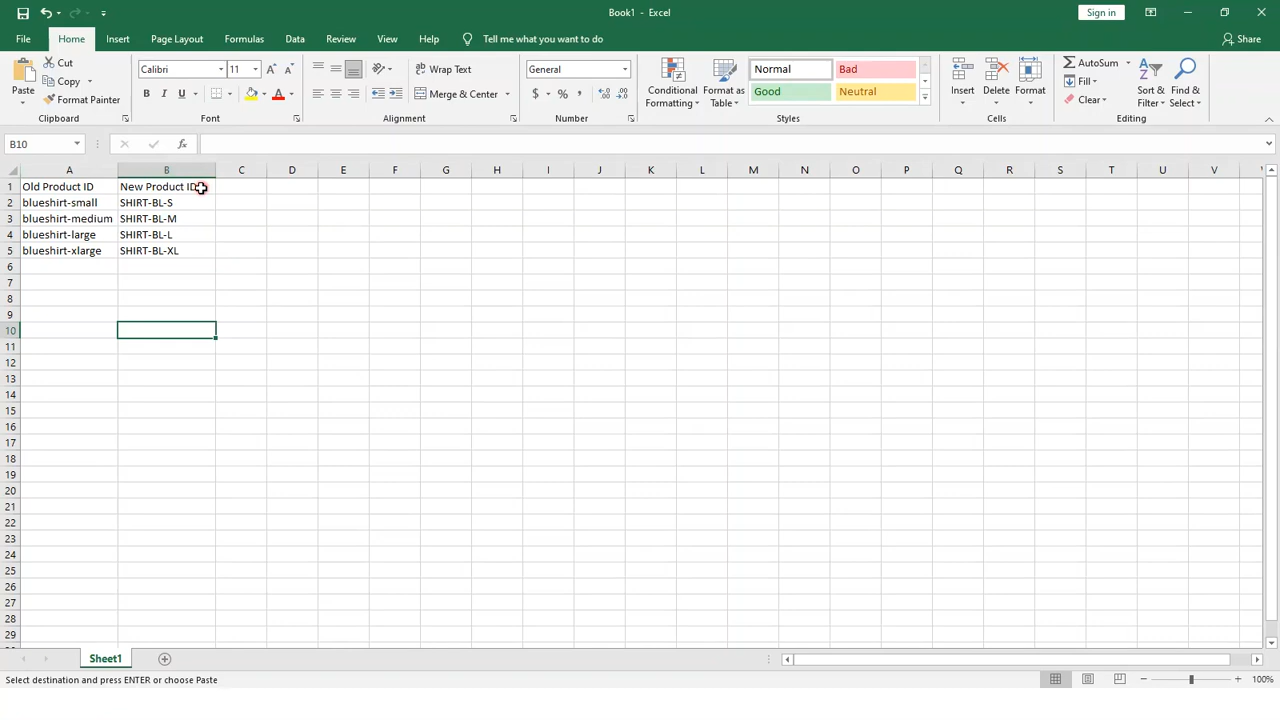 Book1 - Excel
Sign in
File Home Insert Page Layout Formulas Data Review View Help Tell me what you want to do Share
Paste
Cut
Copy
Format Painter
Clipboard
Calibri 11
B I U
Font
Wrap Text
Merge & Center
Alignment
General
$ % ,
Number
Conditional Formatting
Format as Table
Normal Bad
Good Neutral
Styles
Insert Delete Format
Cells
AutoSum
Fill
Clear
Sort & Filter
Find & Select
Editing
B10 fx
A B C D E F G H I J K L M N O P Q R S T U V
1 Old Product ID New Product ID
2 blueshirt-small SHIRT-BL-S
3 blueshirt-medium SHIRT-BL-M
4 blueshirt-large SHIRT-BL-L
5 blueshirt-xlarge SHIRT-BL-XL
6
7
8
9
10
11
12
13
14
15
16
17
18
19
20
21
22
23
24
25
26
27
28
29
Sheet1
Select destination and press ENTER or choose Paste
100%